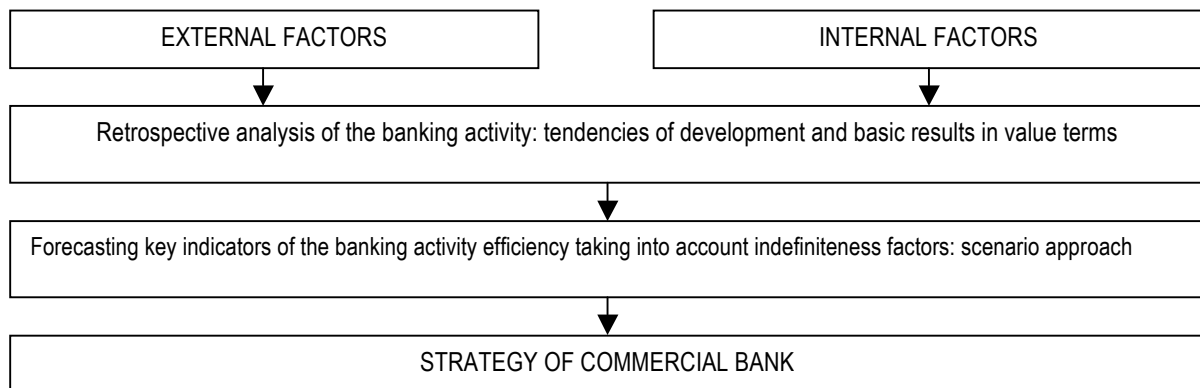 EXTERNAL FACTORS
INTERNAL FACTORS
Retrospective analysis of the banking activity: tendencies of development and basic results in value terms
Forecasting key indicators of the banking activity efficiency taking into account indefiniteness factors: scenario approach
STRATEGY OF COMMERCIAL BANK